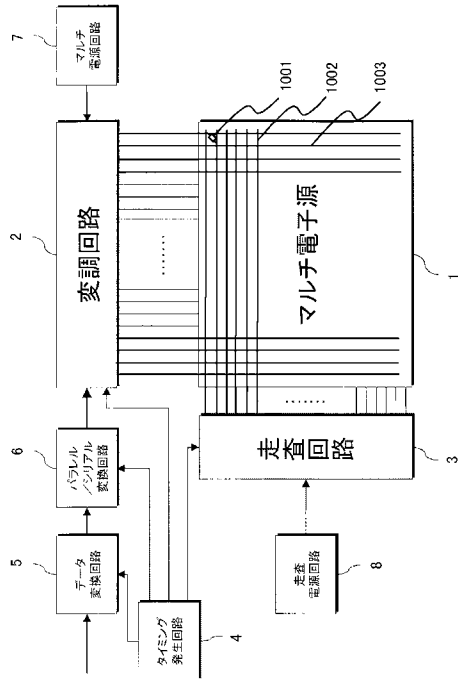 7
マルチ
電源回路
2
変調回路
6
パラレル
／シリアル
変換回路
5
データ
変換回路
タイミング
発生回路
4
1001
1002
1003
マルチ電子源
1
走査回路
3
走査
電源回路
8